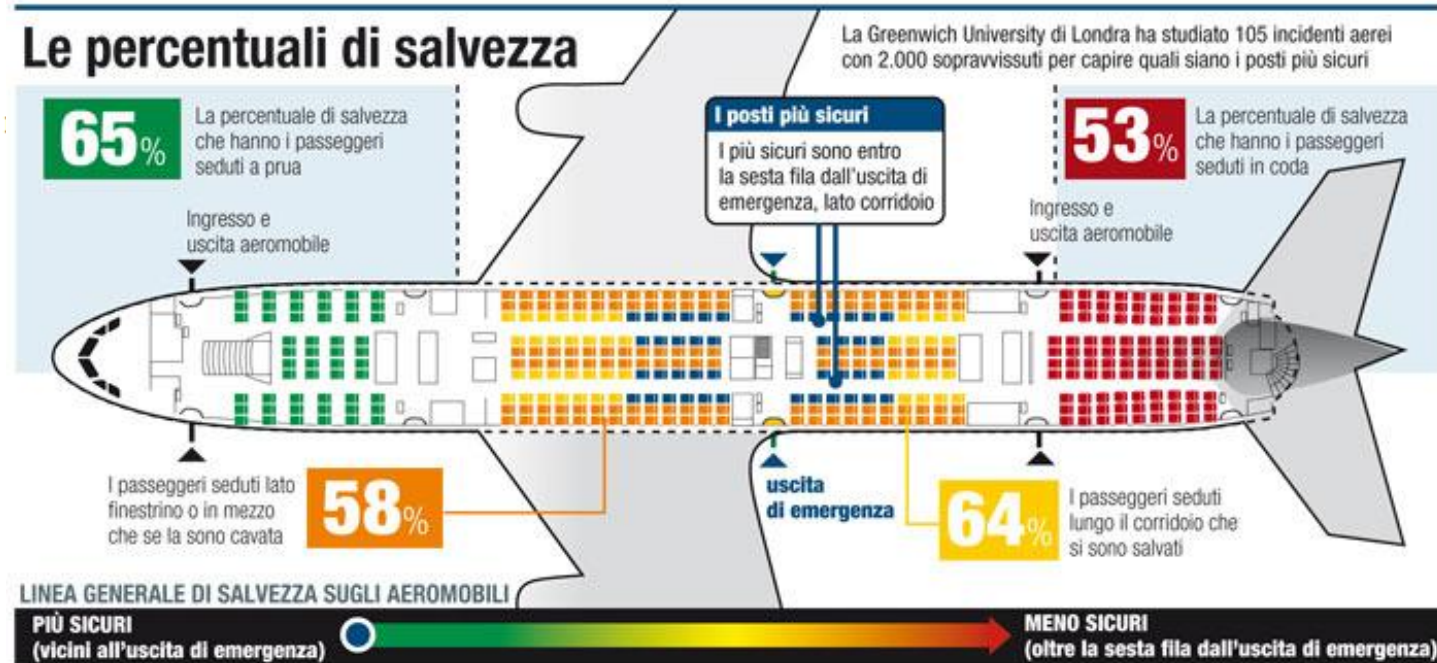 Le percentuali di salvezza
La Greenwich University di Londra ha studiato 105 incidenti aerei
con 2.000 sopravvissuti per capire quali siano i posti più sicuri
65%
La percentuale di salvezza
che hanno i passeggeri
seduti a prua
I posti più sicuri
I più sicuri sono entro
la sesta fila dall'uscita di
emergenza, lato corridoio
53%
La percentuale di salvezza
che hanno i passeggeri
seduti in coda
Ingresso e
uscita aeromobile
Ingresso e
uscita aeromobile
I passeggeri seduti lato
finestrino o in mezzo
che se la sono cavata
58%
uscita
di emergenza
64%
I passeggeri seduti
lungo il corridoio che
si sono salvati
LINEA GENERALE DI SALVEZZA SUGLI AEROMOBILI
PIÙ SICURI
(vicini all'uscita di emergenza)
MENO SICURI
(oltre la sesta fila dall'uscita di emergenza)